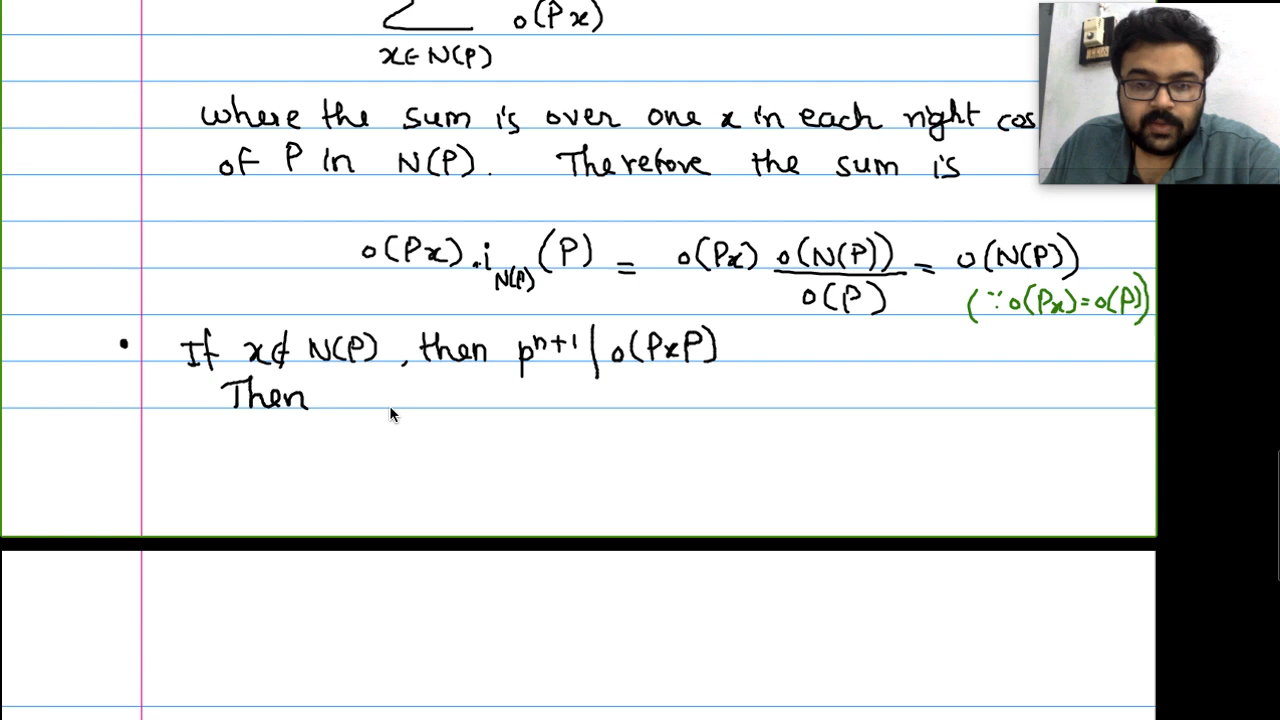 ∑ o(Px)
x∈N(P)
where the sum is over one x in each right cos
of P in N(P). Therefore the sum is
o(Px) . i_{N(P)} (P) = o(Px) o(N(P))/o(P) = o(N(P))
(∵ o(Px) = o(P))
• If x∉ N(P), then p^{n+1} | o(PxP)
Then